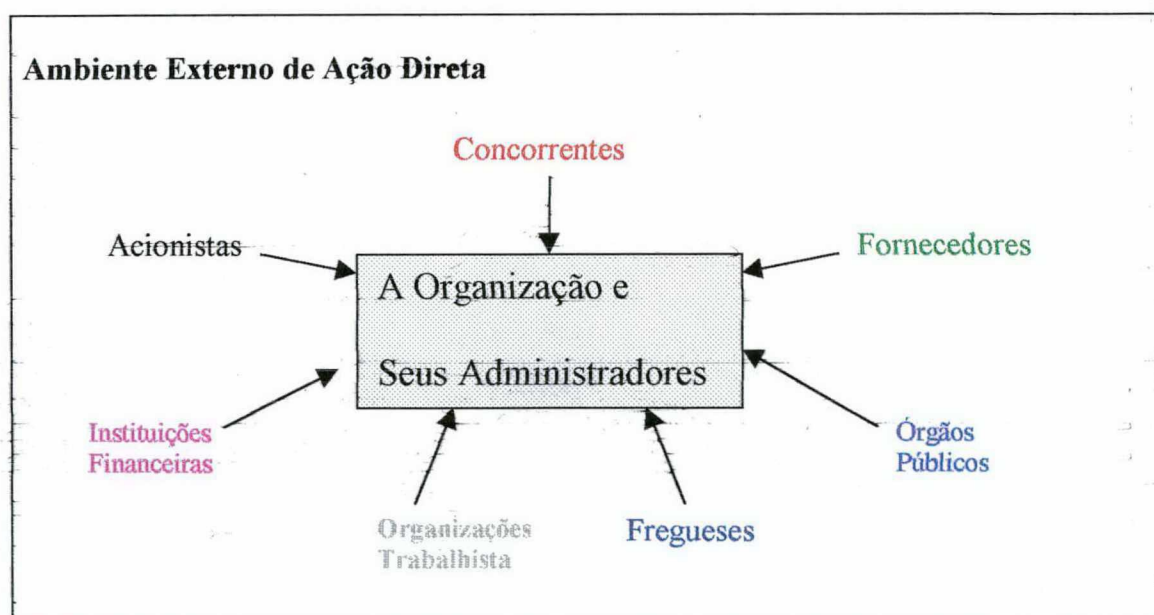 Ambiente Externo de Ação Direta
Concorrentes
Acionistas
Fornecedores
A Organização e
Seus Administradores
Instituições
Financeiras
Órgãos
Públicos
Organizações
Trabalhista
Fregueses